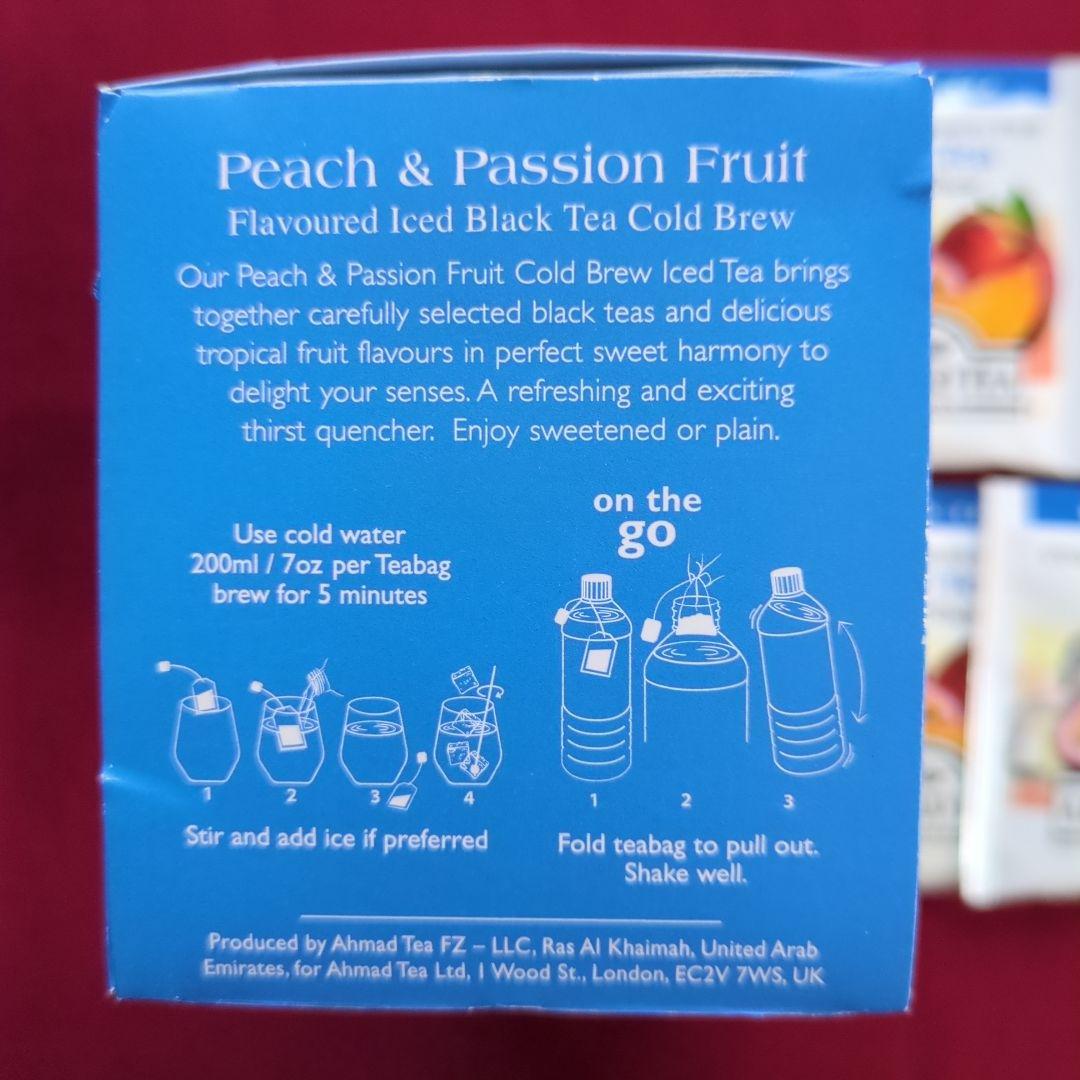 Peach & Passion Fruit
Flavoured Iced Black Tea Cold Brew
Our Peach & Passion Fruit Cold Brew Iced Tea brings
together carefully selected black teas and delicious
tropical fruit flavours in perfect sweet harmony to
delight your senses. A refreshing and exciting
thirst quencher. Enjoy sweetened or plain.
Use cold water
200ml / 7oz per Teabag
brew for 5 minutes
1 2 3 4
Stir and add ice if preferred
on the
go
1 2 3
Fold teabag to pull out.
Shake well.
Produced by Ahmad Tea FZ – LLC, Ras Al Khaimah, United Arab
Emirates, for Ahmad Tea Ltd, 1 Wood St., London, EC2V 7WS, UK